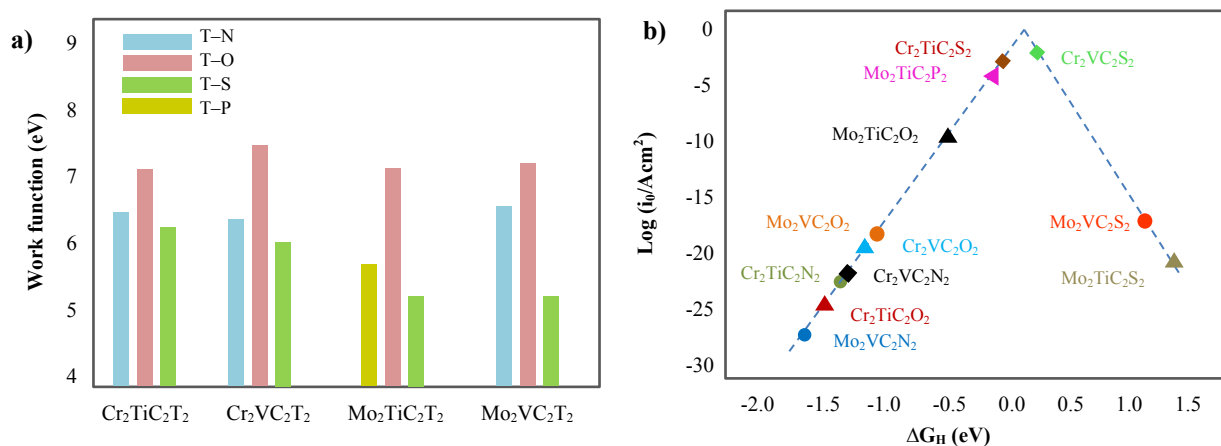 a)
Work function (eV)
9
8
7
6
5
4
T–N
T–O
T–S
T–P
Cr₂TiC₂T₂
Cr₂VC₂T₂
Mo₂TiC₂T₂
Mo₂VC₂T₂
b)
Log (i₀/Acm²)
-0
-5
-10
-15
-20
-25
-30
Cr₂TiC₂S₂
Mo₂TiC₂P₂
Cr₂VC₂S₂
Mo₂TiC₂O₂
Mo₂VC₂O₂
Cr₂VC₂O₂
Mo₂VC₂S₂
Cr₂TiC₂N₂
Cr₂VC₂N₂
Mo₂TiC₂S₂
Cr₂TiC₂O₂
Mo₂VC₂N₂
-2.0
-1.5
-1.0
-0.5
0.0
0.5
1.0
1.5
ΔG_H (eV)